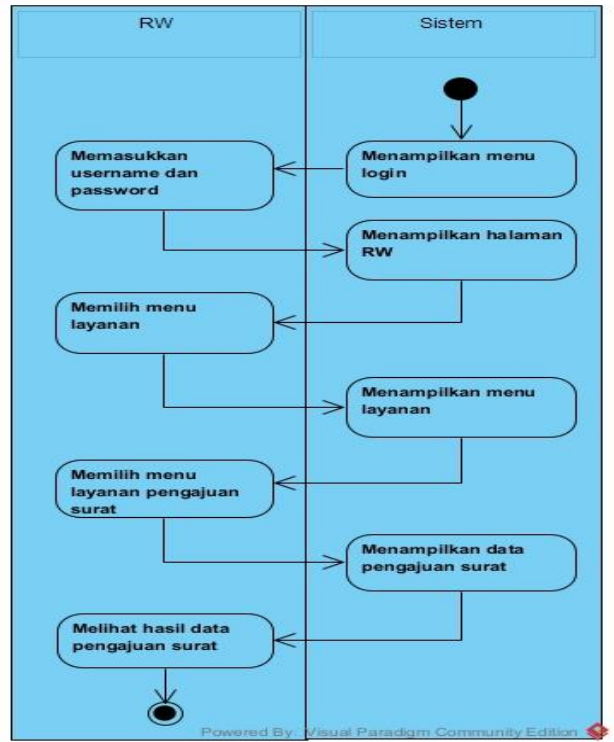 RW
Sistem
Menampilkan menu
login
Memasukkan
username dan
password
Menampilkan halaman
RW
Memilih menu
layanan
Menampilkan menu
layanan
Memilih menu
layanan pengajuan
surat
Menampilkan data
pengajuan surat
Melihat hasil data
pengajuan surat
Powered By: Visual Paradigm Community Edition